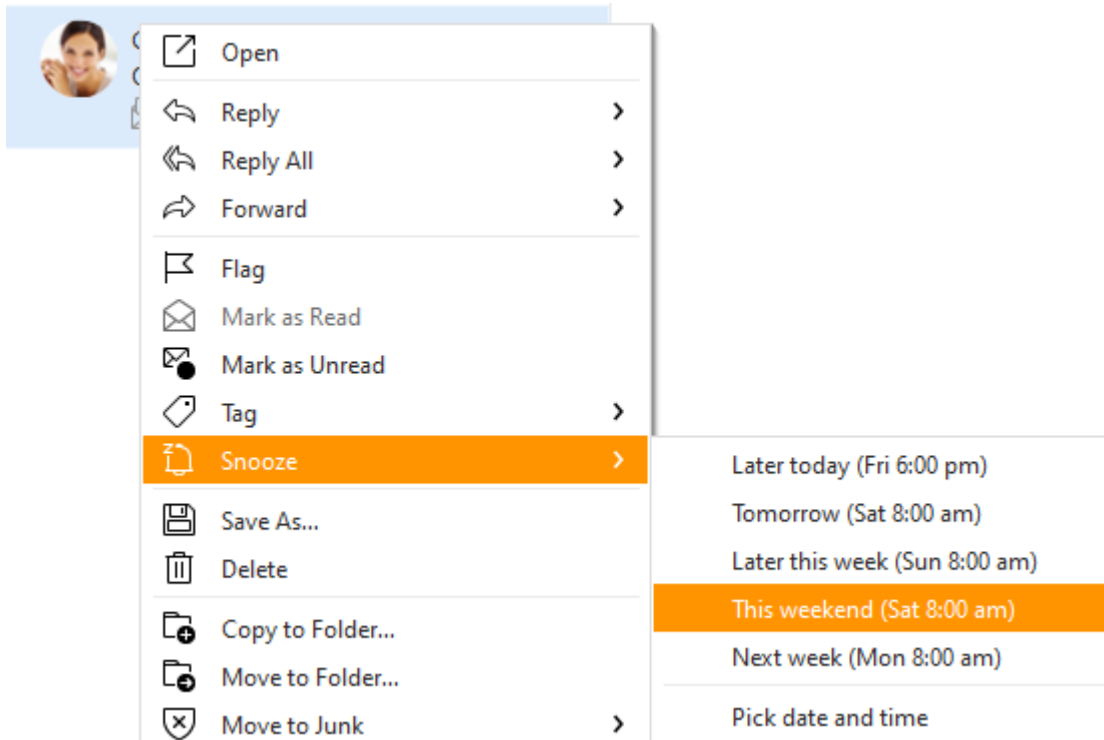 Open
Reply
Reply All
Forward
Flag
Mark as Read
Mark as Unread
Tag
Snooze
Later today (Fri 6:00 pm)
Tomorrow (Sat 8:00 am)
Later this week (Sun 8:00 am)
This weekend (Sat 8:00 am)
Next week (Mon 8:00 am)
Pick date and time
Save As...
Delete
Copy to Folder...
Move to Folder...
Move to Junk